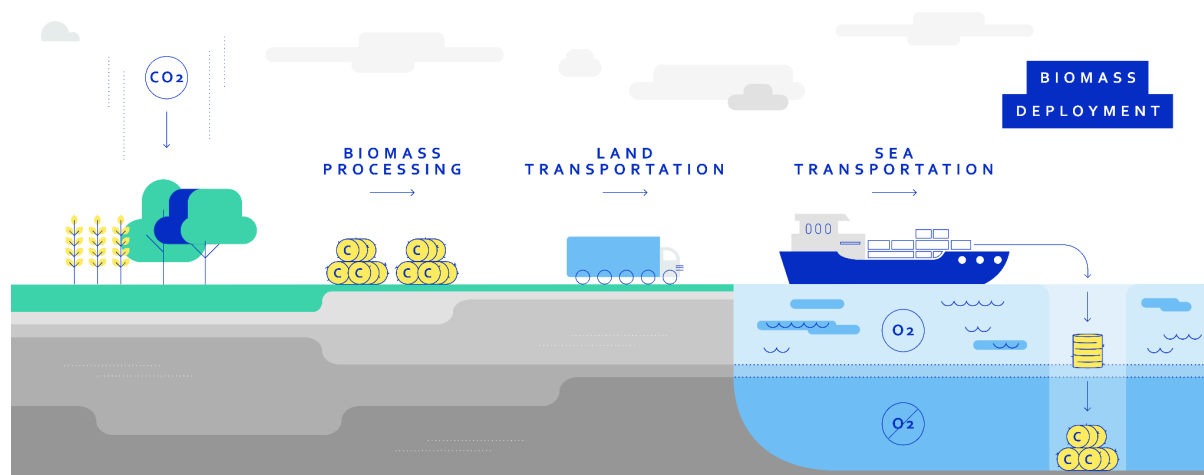 CO2
BIOMASS
PROCESSING
LAND
TRANSPORTATION
SEA
TRANSPORTATION
BIOMASS
DEPLOYMENT
C
C
C
C
C
C
O2
O2
C
C
C